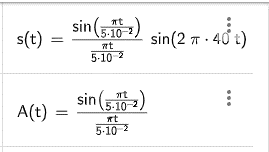 s(t) = sin(πt/5·10⁻²) / (πt/5·10⁻²) sin(2 π · 40 t)
A(t) = sin(πt/5·10⁻²) / (πt/5·10⁻²)